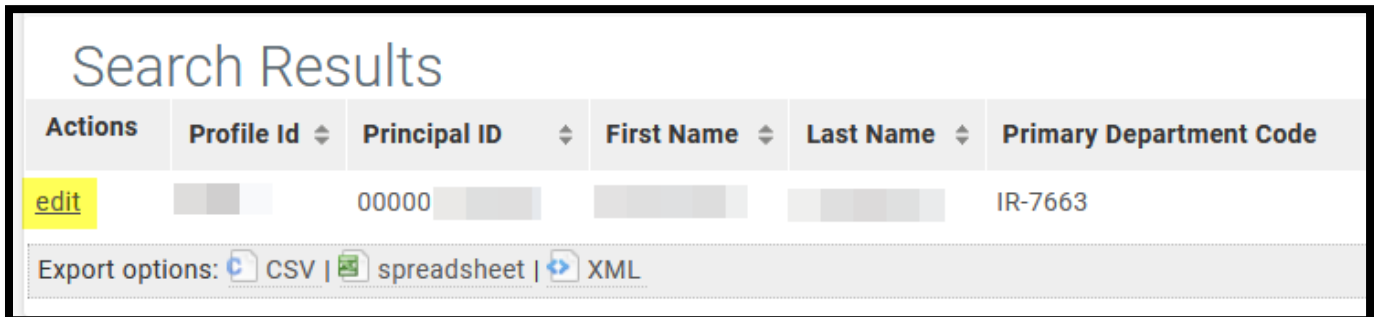 Search Results
Actions Profile Id Principal ID First Name Last Name Primary Department Code
edit 00000 IR-7663
Export options: CSV | spreadsheet | XML